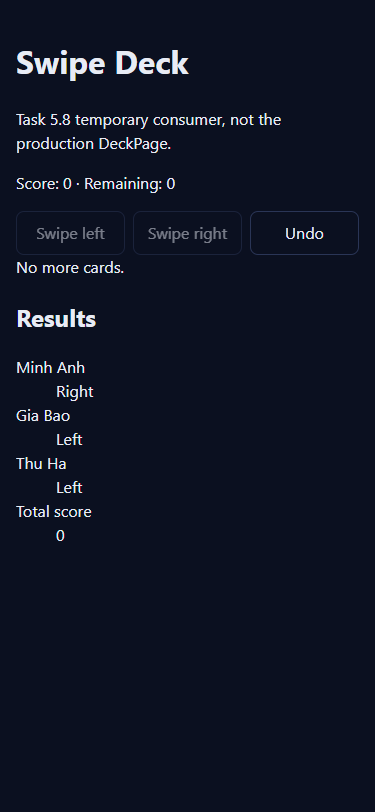 Swipe Deck
Task 5.8 temporary consumer, not the
production DeckPage.
Score: 0 · Remaining: 0
Swipe left
Swipe right
Undo
No more cards.
Results
Minh Anh
Right
Gia Bao
Left
Thu Ha
Left
Total score
0